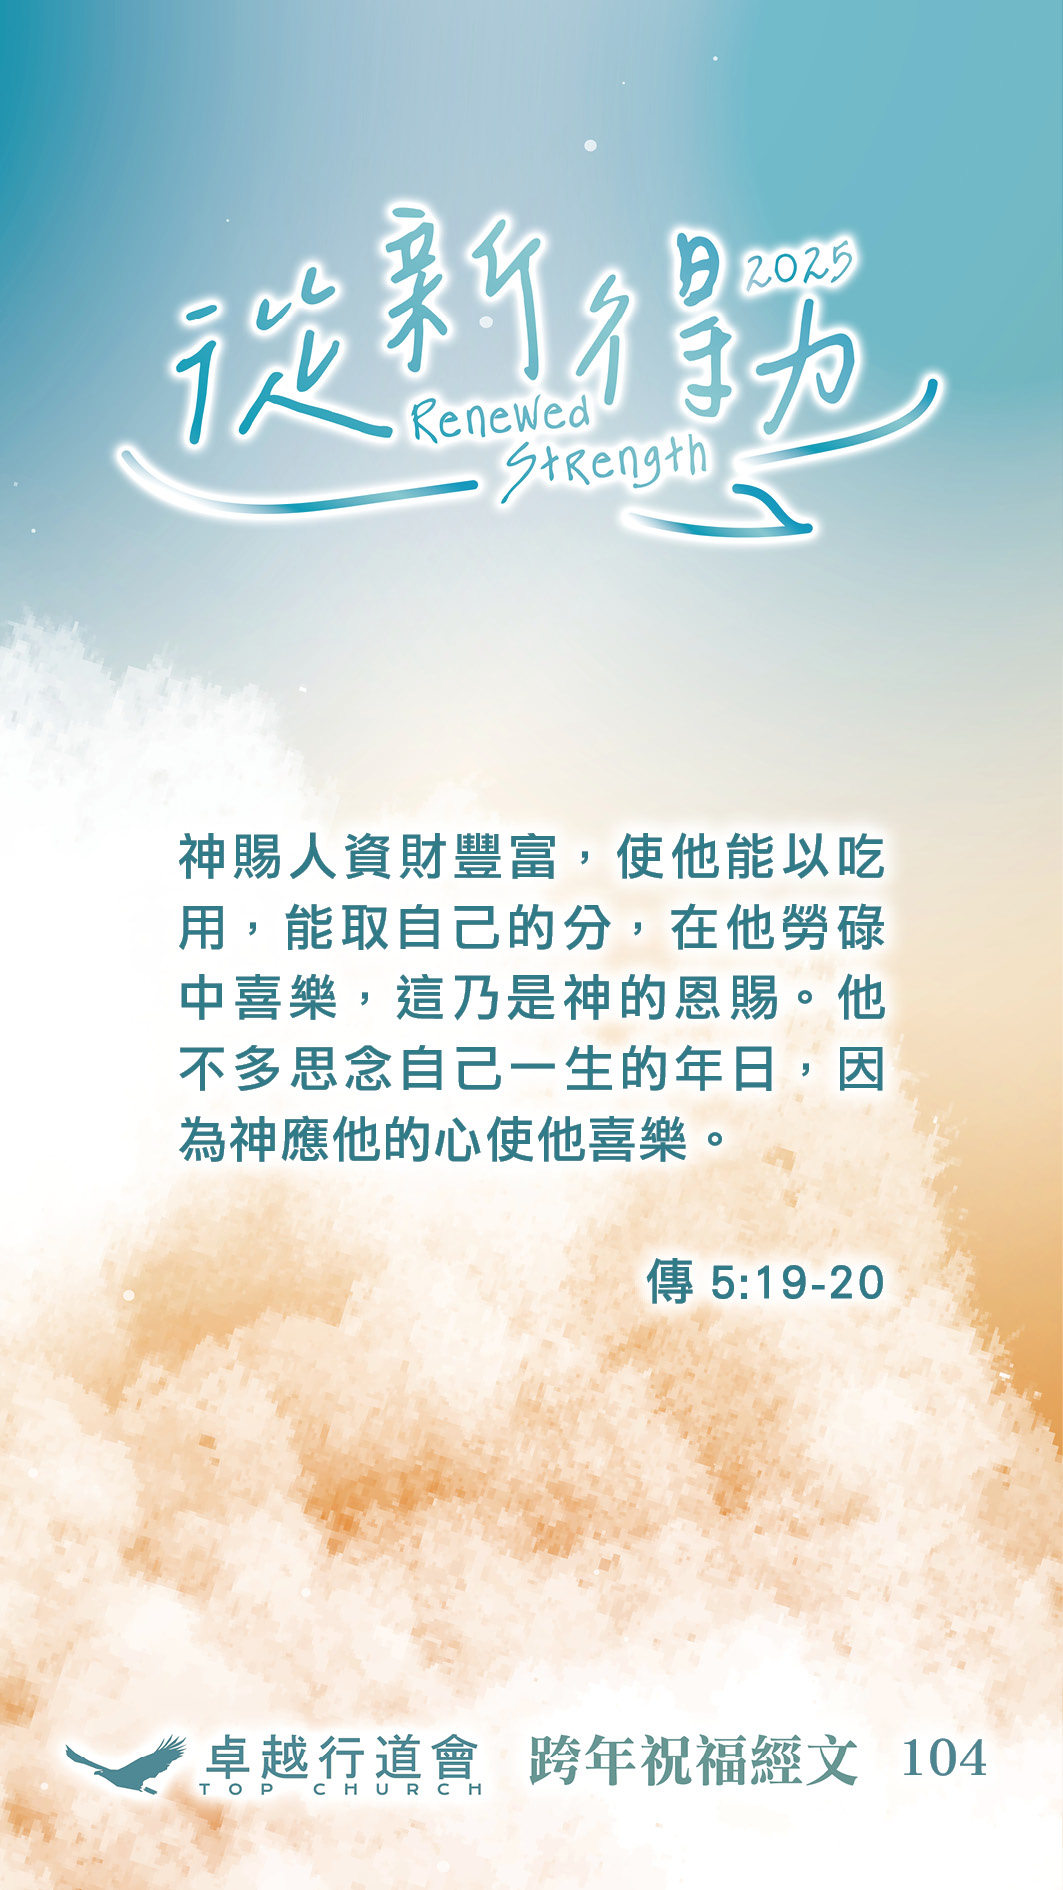 從新得力 2025
Renewed
Strength
神賜人資財豐富，使他能以吃
用，能取自己的分，在他勞碌
中喜樂，這乃是神的恩賜。他
不多思念自己一生的年日，因
為神應他的心使他喜樂。
傳 5:19-20
卓越行道會 跨年祝福經文 104
TOP CHURCH